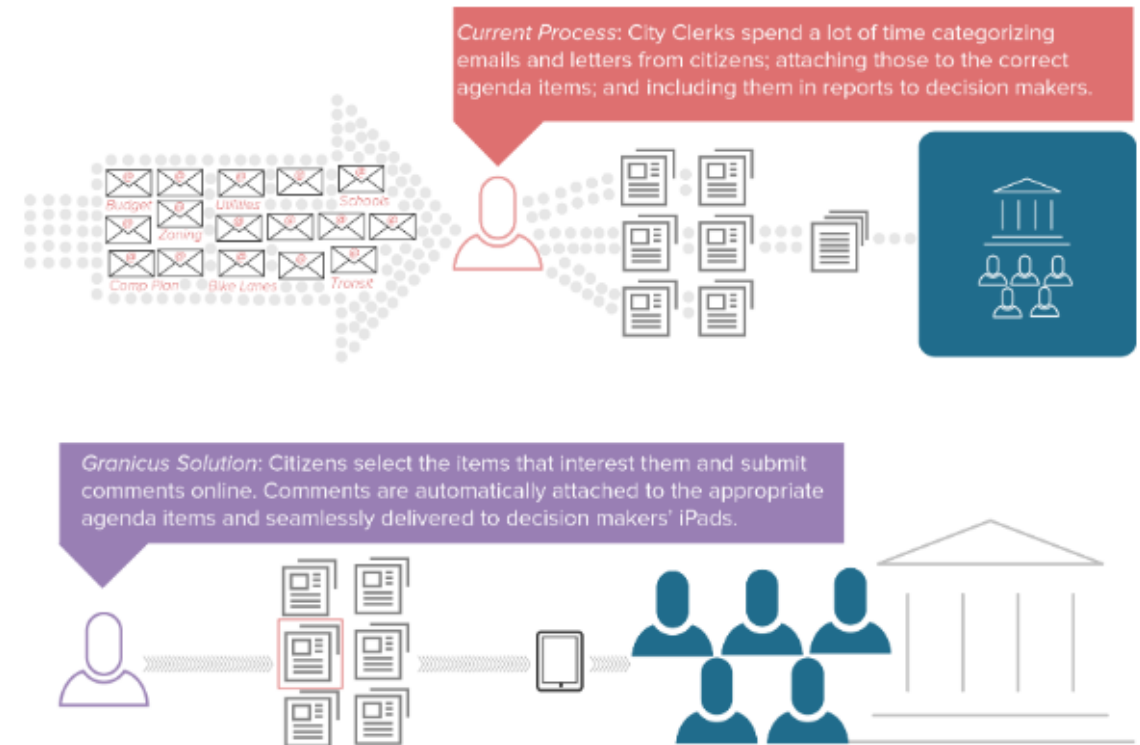 Current Process: City Clerks spend a lot of time categorizing
emails and letters from citizens; attaching those to the correct
agenda items; and including them in reports to decision makers.
Budget
Utilities
Schools
Zoning
Comp Plan
Bike Lanes
Transit
Granicus Solution: Citizens select the items that interest them and submit
comments online. Comments are automatically attached to the appropriate
agenda items and seamlessly delivered to decision makers' iPads.